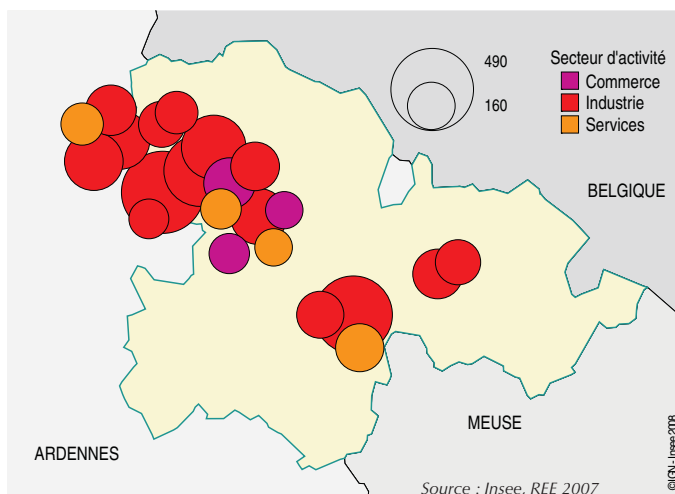 490
160
Secteur d'activité
Commerce
Industrie
Services
BELGIQUE
MEUSE
ARDENNES
Source : Insee, REE 2007
©IGN - Insee 2008